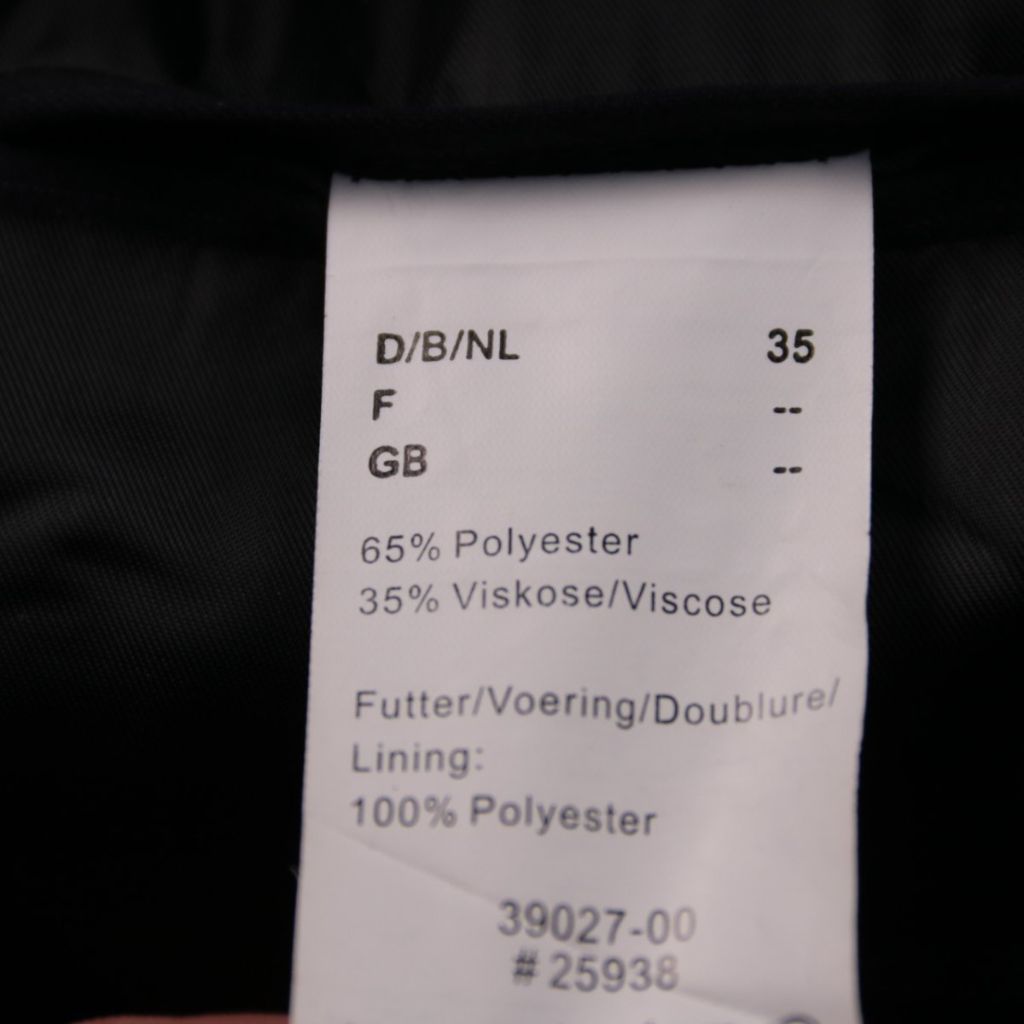 D/B/NL 35
F --
GB --
65% Polyester
35% Viskose/Viscose
Futter/Voering/Doublure/
Lining:
100% Polyester
39027-00
#25938